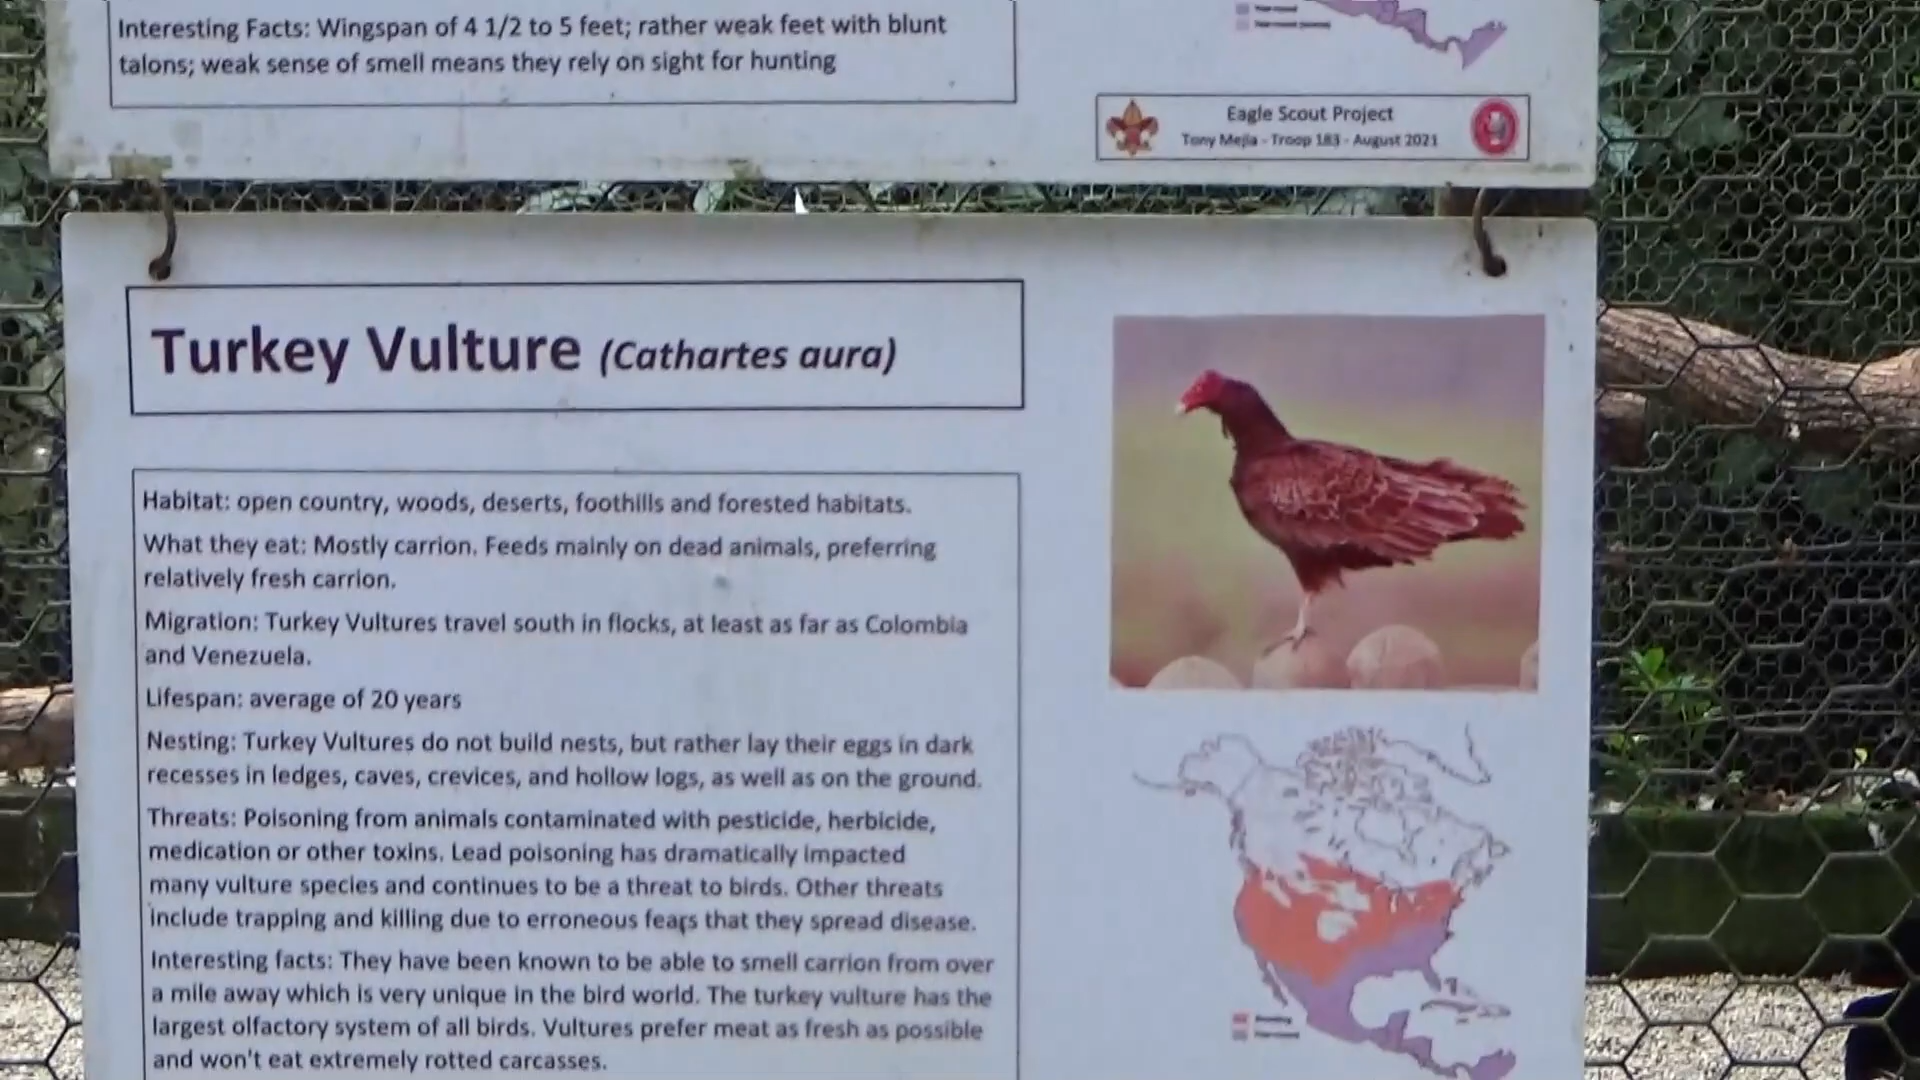 Interesting Facts: Wingspan of 4 1/2 to 5 feet; rather weak feet with blunt
talons; weak sense of smell means they rely on sight for hunting
Eagle Scout Project
Tony Mejia - Troop 183 - August 2021
Turkey Vulture (Cathartes aura)
Habitat: open country, woods, deserts, foothills and forested habitats.
What they eat: Mostly carrion. Feeds mainly on dead animals, preferring
relatively fresh carrion.
Migration: Turkey Vultures travel south in flocks, at least as far as Colombia
and Venezuela.
Lifespan: average of 20 years
Nesting: Turkey Vultures do not build nests, but rather lay their eggs in dark
recesses in ledges, caves, crevices, and hollow logs, as well as on the ground.
Threats: Poisoning from animals contaminated with pesticide, herbicide,
medication or other toxins. Lead poisoning has dramatically impacted
many vulture species and continues to be a threat to birds. Other threats
include trapping and killing due to erroneous fears that they spread disease.
Interesting facts: They have been known to be able to smell carrion from over
a mile away which is very unique in the bird world. The turkey vulture has the
largest olfactory system of all birds. Vultures prefer meat as fresh as possible
and won't eat extremely rotted carcasses.